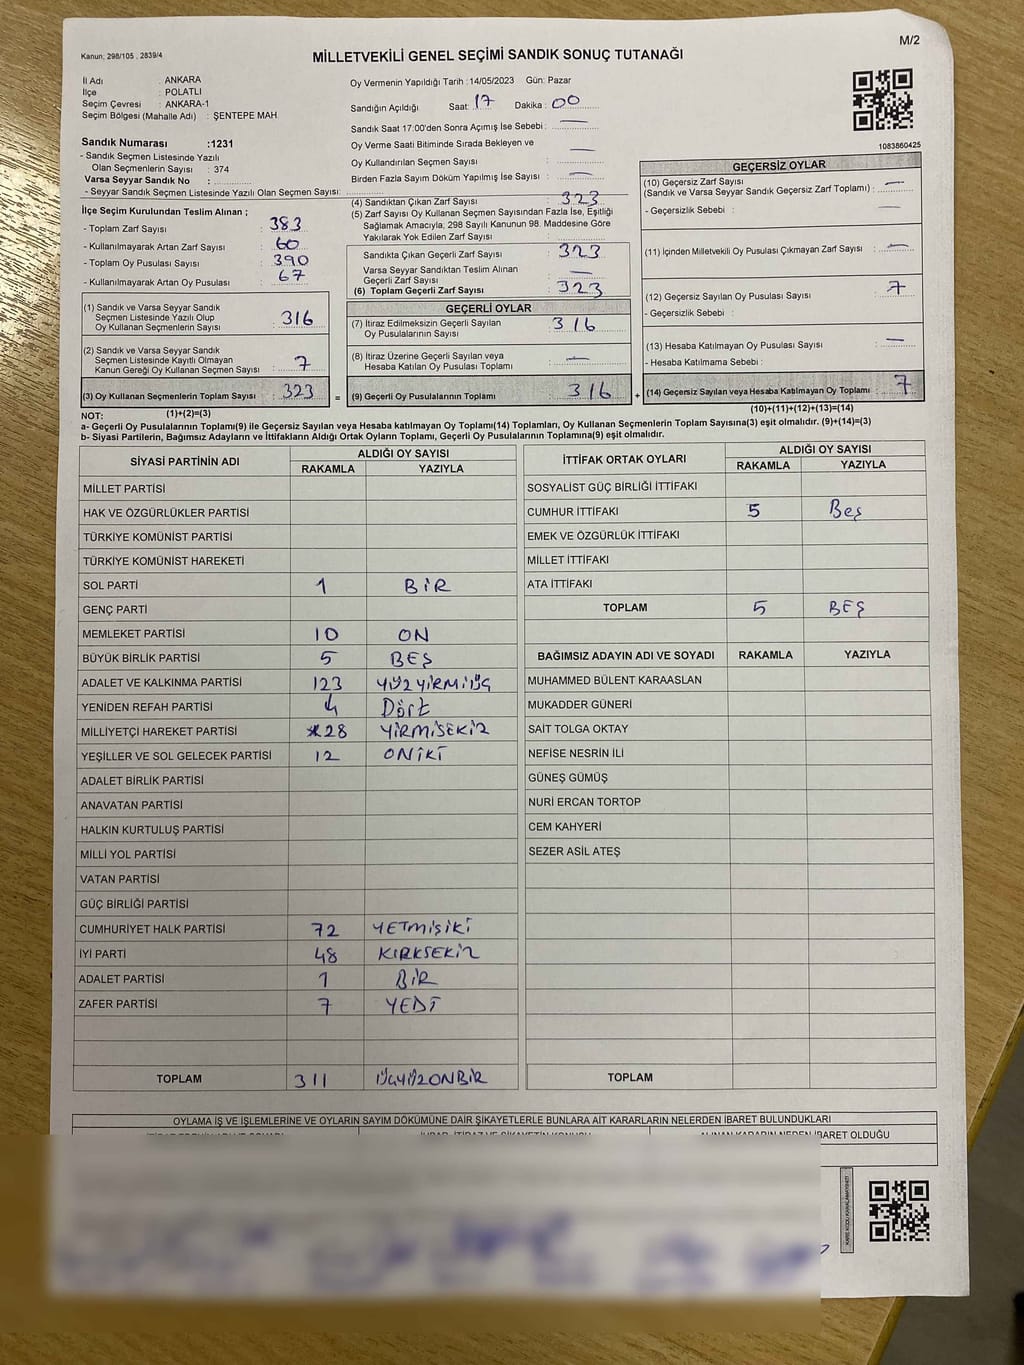 M/2
Kanun; 298/105 , 2839/4
MİLLETVEKİLİ GENEL SEÇİMİ SANDIK SONUÇ TUTANAĞI
İl Adı : ANKARA
İlçe : POLATLI
Seçim Çevresi : ANKARA-1
Seçim Bölgesi (Mahalle Adı) : ŞENTEPE MAH
Sandık Numarası :1231
- Sandık Seçmen Listesinde Yazılı
Olan Seçmenlerin Sayısı : 374
Varsa Seyyar Sandık No :
- Seyyar Sandık Seçmen Listesinde Yazılı Olan Seçmen Sayısı:
Oy Vermenin Yapıldığı Tarih :14/05/2023 Gün: Pazar
Sandığın Açıldığı Saat: 17 Dakika : 00
Sandık Saat 17:00'den Sonra Açımış İse Sebebi : —
Oy Verme Saati Bitiminde Sırada Bekleyen ve
Oy Kullandırılan Seçmen Sayısı : —
Birden Fazla Sayım Döküm Yapılmış İse Sayısı : —
1083860425
İlçe Seçim Kurulundan Teslim Alınan ;
- Toplam Zarf Sayısı : 383
- Kullanılmayarak Artan Zarf Sayısı : 60
- Toplam Oy Pusulası Sayısı : 390
- Kullanılmayarak Artan Oy Pusulası : 67
(1) Sandık ve Varsa Seyyar Sandık
Seçmen Listesinde Yazılı Olup
Oy Kullanan Seçmenlerin Sayısı : 316
(2) Sandık ve Varsa Seyyar Sandık
Seçmen Listesinde Kayıtlı Olmayan
Kanun Gereği Oy Kullanan Seçmen Sayısı : 7
(3) Oy Kullanan Seçmenlerin Toplam Sayısı : 323
(4) Sandıktan Çıkan Zarf Sayısı : 323
(5) Zarf Sayısı Oy Kullanan Seçmen Sayısından Fazla İse, Eşitliği
Sağlamak Amacıyla, 298 Sayılı Kanunun 98. Maddesine Göre
Yakılarak Yok Edilen Zarf Sayısı :
Sandıkta Çıkan Geçerli Zarf Sayısı : 323
Varsa Seyyar Sandıktan Teslim Alınan
Geçerli Zarf Sayısı : —
(6) Toplam Geçerli Zarf Sayısı : 323
GEÇERLİ OYLAR
(7) İtiraz Edilmeksizin Geçerli Sayılan
Oy Pusulalarının Sayısı : 316
(8) İtiraz Üzerine Geçerli Sayılan veya
Hesaba Katılan Oy Pusulası Toplamı : —
= (9) Geçerli Oy Pusulalarının Toplamı : 316
GEÇERSİZ OYLAR
(10) Geçersiz Zarf Sayısı
(Sandık ve Varsa Seyyar Sandık Geçersiz Zarf Toplamı) : —
- Geçersizlik Sebebi : —
(11) İçinden Milletvekili Oy Pusulası Çıkmayan Zarf Sayısı : —
(12) Geçersiz Sayılan Oy Pusulası Sayısı : 7
- Geçersizlik Sebebi :
(13) Hesaba Katılmayan Oy Pusulası Sayısı : —
- Hesaba Katılmama Sebebi :
+ (14) Geçersiz Sayılan veya Hesaba Katılmayan Oy Toplamı : 7
NOT: (1)+(2)=(3)
(10)+(11)+(12)+(13)=(14)
a- Geçerli Oy Pusulasının Toplamı(9) ile Geçersiz Sayılan veya Hesaba katılmayan Oy Toplamı(14) Toplamları, Oy Kullanan Seçmenlerin Toplam Sayısına(3) eşit olmalıdır. (9)+(14)=(3)
b- Siyasi Partilerin, Bağımsız Adayların ve İttifakların Aldığı Ortak Oyların Toplamı, Geçerli Oy Pusulalarının Toplamına(9) eşit olmalıdır.
SİYASİ PARTİNİN ADI ALDIĞI OY SAYISI
RAKAMLA YAZIYLA
MİLLET PARTİSİ
HAK VE ÖZGÜRLÜKLER PARTİSİ
TÜRKİYE KOMÜNİST PARTİSİ
TÜRKİYE KOMÜNİST HAREKETİ
SOL PARTİ 1 BİR
GENÇ PARTİ
MEMLEKET PARTİSİ 10 ON
BÜYÜK BİRLİK PARTİSİ 5 BEŞ
ADALET VE KALKINMA PARTİSİ 123 YÜZYİRMİÜÇ
YENİDEN REFAH PARTİSİ 4 Dört
MİLLİYETÇİ HAREKET PARTİSİ 28 YİRMİSEKİZ
YEŞİLLER VE SOL GELECEK PARTİSİ 12 ONİKİ
ADALET BİRLİK PARTİSİ
ANAVATAN PARTİSİ
HALKIN KURTULUŞ PARTİSİ
MİLLİ YOL PARTİSİ
VATAN PARTİSİ
GÜÇ BİRLİĞİ PARTİSİ
CUMHURİYET HALK PARTİSİ 72 YETMİŞİKİ
İYİ PARTİ 48 KIRKSEKİZ
ADALET PARTİSİ 1 BİR
ZAFER PARTİSİ 7 YEDİ
TOPLAM 311 ÜÇYÜZONBİR
İTTİFAK ORTAK OYLARI ALDIĞI OY SAYISI
RAKAMLA YAZIYLA
SOSYALİST GÜÇ BİRLİĞİ İTTİFAKI
CUMHUR İTTİFAKI 5 Beş
EMEK VE ÖZGÜRLÜK İTTİFAKI
MİLLET İTTİFAKI
ATA İTTİFAKI
TOPLAM 5 BEŞ
BAĞIMSIZ ADAYIN ADI VE SOYADI RAKAMLA YAZIYLA
MUHAMMED BÜLENT KARAASLAN
MUKADDER GÜNERİ
SAİT TOLGA OKTAY
NEFİSE NESRİN İLİ
GÜNEŞ GÜMÜŞ
NURİ ERCAN TORTOP
CEM KAHYERİ
SEZER ASİL ATEŞ
TOPLAM
OYLAMA İŞ VE İŞLEMLERİNE VE OYLARIN SAYIM DÖKÜMÜNE DAİR ŞİKAYETLERLE BUNLARA AİT KARARLARIN NELERDEN İBARET BULUNDUKLARI
ALINAN KARARIN NEDEN İBARET OLDUĞU
KARE KODU KARALAMAYINIZ!